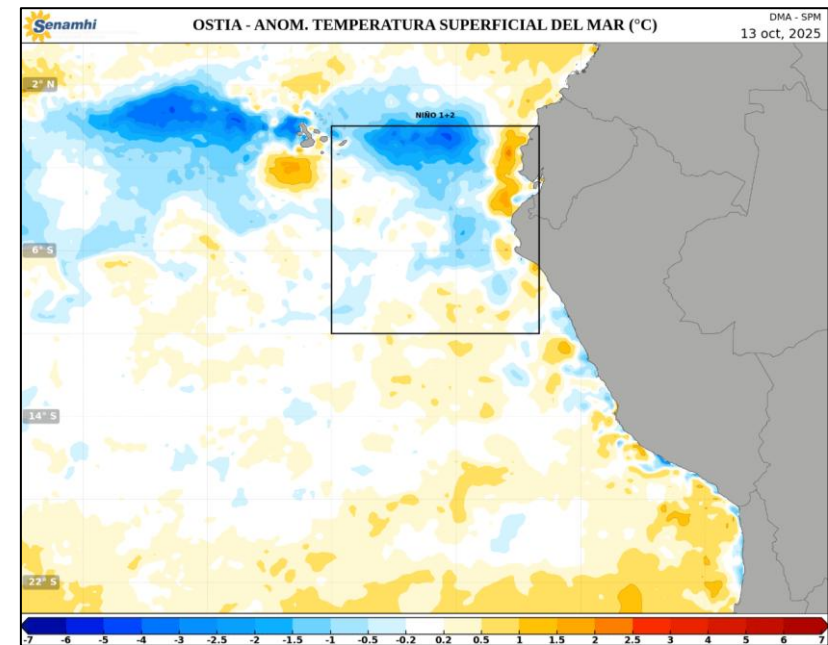 Senamhi
OSTIA - ANOM. TEMPERATURA SUPERFICIAL DEL MAR (°C)
DMA - SPM
13 oct, 2025
2° N
NIÑO 1+2
6° S
14° S
22° S
-7 -6 -5 -4 -3 -2.5 -2 -1.5 -1 -0.5 -0.2 0.2 0.5 1 1.5 2 2.5 3 4 5 6 7